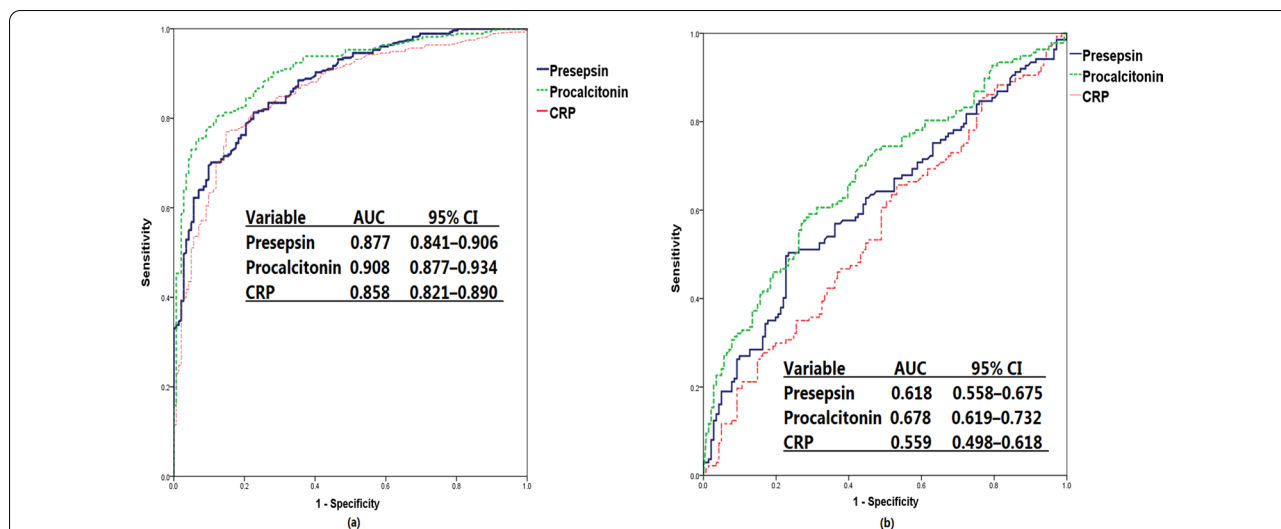 1.0
0.8
0.6
0.4
0.2
0.0
Sensitivity
0.0 0.2 0.4 0.6 0.8 1.0
1 - Specificity
(a)
Presepsin
Procalcitonin
CRP
Variable AUC 95% CI
Presepsin 0.877 0.841–0.906
Procalcitonin 0.908 0.877–0.934
CRP 0.858 0.821–0.890
1.0
0.8
0.6
0.4
0.2
0.0
Sensitivity
0.0 0.2 0.4 0.6 0.8 1.0
1 - Specificity
(b)
Presepsin
Procalcitonin
CRP
Variable AUC 95% CI
Presepsin 0.618 0.558–0.675
Procalcitonin 0.678 0.619–0.732
CRP 0.559 0.498–0.618